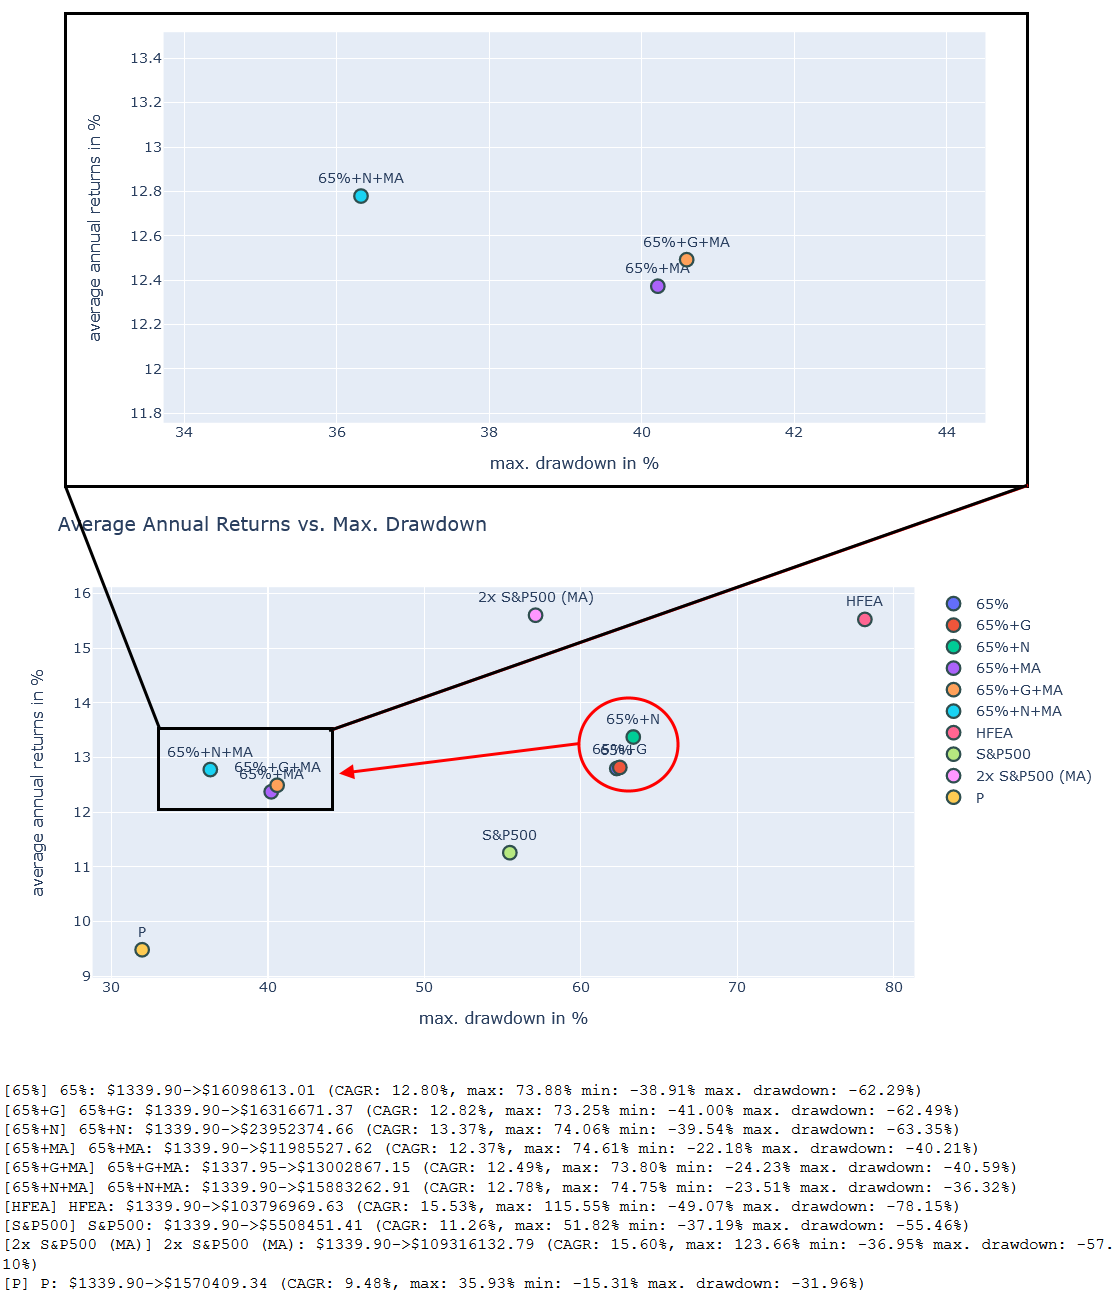 13.4
13.2
13
12.8
12.6
12.4
12.2
12
11.8
average annual returns in %
65%+N+MA
65%+G+MA
65%+MA
34 36 38 40 42 44
max. drawdown in %
Average Annual Returns vs. Max. Drawdown
16
15
14
13
12
11
10
9
average annual returns in %
2x S&P500 (MA)
HFEA
65%+N
65%+G
65%
65%+N+MA
65%+G+MA
65%+MA
S&P500
P
30 40 50 60 70 80
max. drawdown in %
65%
65%+G
65%+N
65%+MA
65%+G+MA
65%+N+MA
HFEA
S&P500
2x S&P500 (MA)
P
[65%] 65%: $1339.90->$16098613.01 (CAGR: 12.80%, max: 73.88% min: -38.91% max. drawdown: -62.29%)
[65%+G] 65%+G: $1339.90->$16316671.37 (CAGR: 12.82%, max: 73.25% min: -41.00% max. drawdown: -62.49%)
[65%+N] 65%+N: $1339.90->$23952374.66 (CAGR: 13.37%, max: 74.06% min: -39.54% max. drawdown: -63.35%)
[65%+MA] 65%+MA: $1339.90->$11985527.62 (CAGR: 12.37%, max: 74.61% min: -22.18% max. drawdown: -40.21%)
[65%+G+MA] 65%+G+MA: $1337.95->$13002867.15 (CAGR: 12.49%, max: 73.80% min: -24.23% max. drawdown: -40.59%)
[65%+N+MA] 65%+N+MA: $1339.90->$15883262.91 (CAGR: 12.78%, max: 74.75% min: -23.51% max. drawdown: -36.32%)
[HFEA] HFEA: $1339.90->$103796969.63 (CAGR: 15.53%, max: 115.55% min: -49.07% max. drawdown: -78.15%)
[S&P500] S&P500: $1339.90->$5508451.41 (CAGR: 11.26%, max: 51.82% min: -37.19% max. drawdown: -55.46%)
[2x S&P500 (MA)] 2x S&P500 (MA): $1339.90->$109316132.79 (CAGR: 15.60%, max: 123.66% min: -36.95% max. drawdown: -57.
10%)
[P] P: $1339.90->$1570409.34 (CAGR: 9.48%, max: 35.93% min: -15.31% max. drawdown: -31.96%)